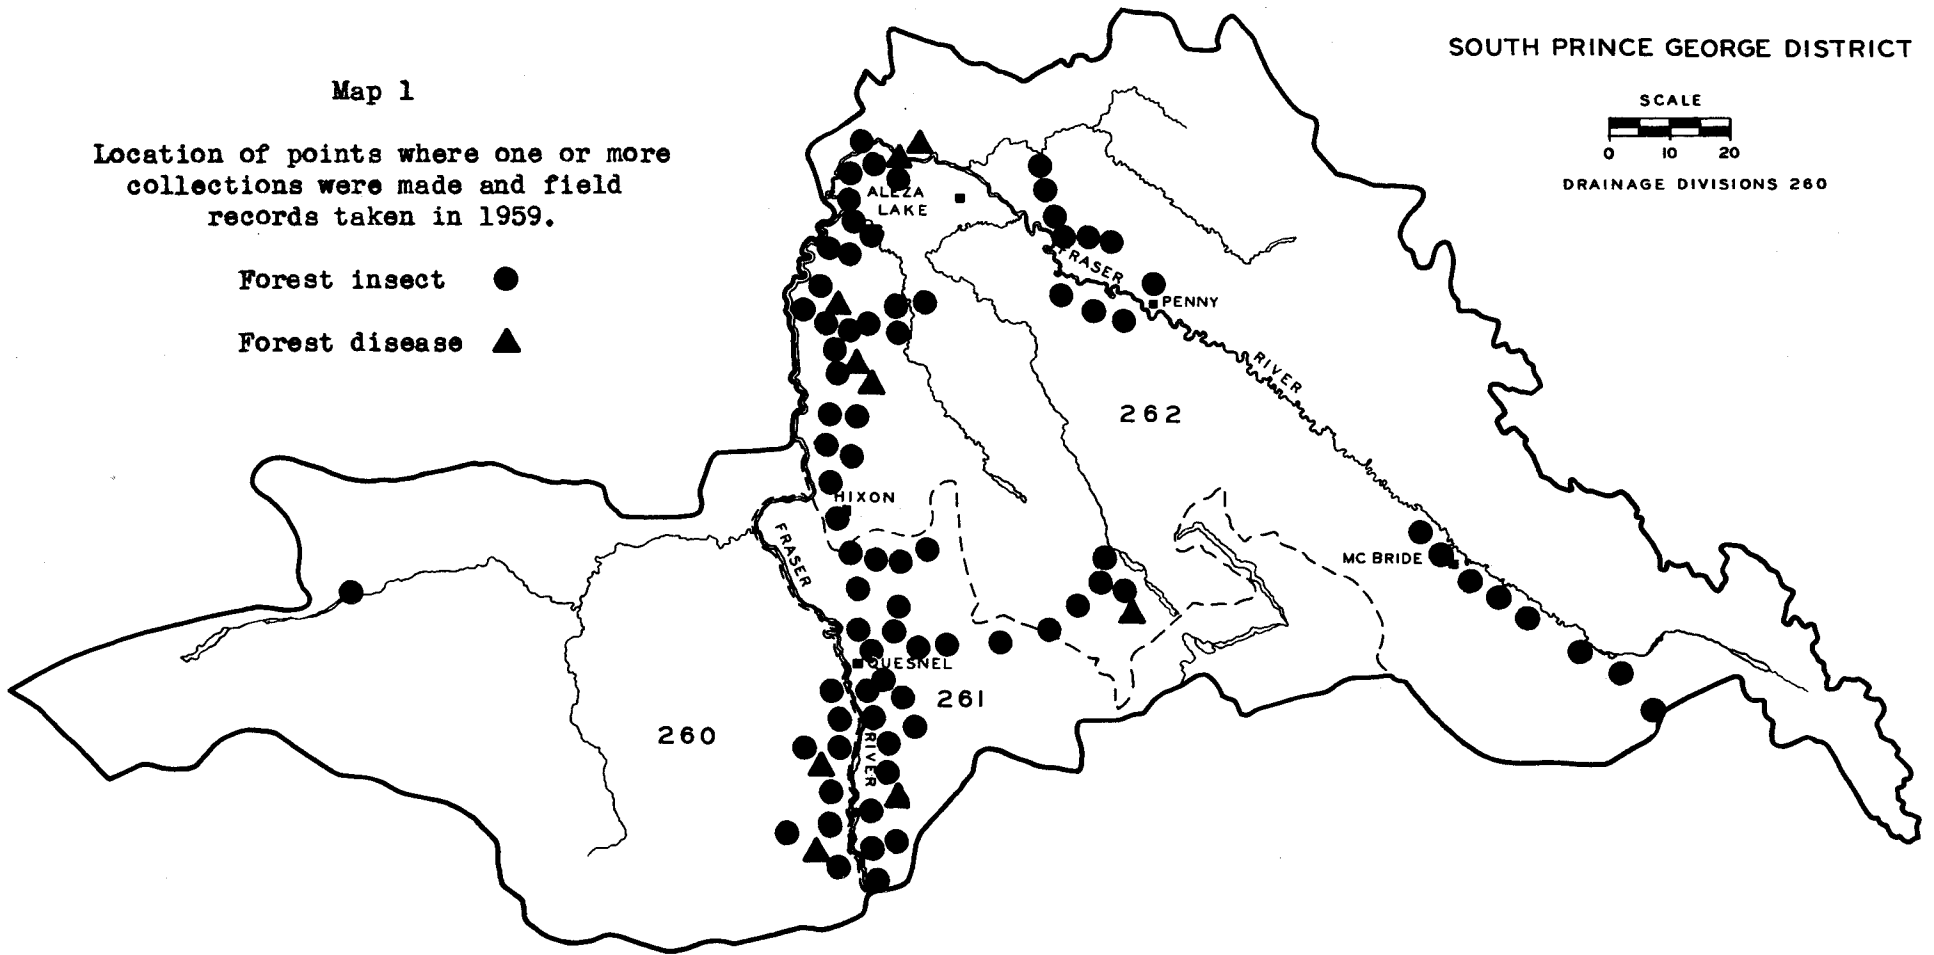 SOUTH PRINCE GEORGE DISTRICT
Map 1
SCALE
0 10 20
DRAINAGE DIVISIONS 260
Location of points where one or more
collections were made and field
records taken in 1959.
Forest insect
Forest disease
ALEZA
LAKE
FRASER
PENNY
RIVER
262
HIXON
FRASER
MC BRIDE
QUESNEL
261
260
RIVER